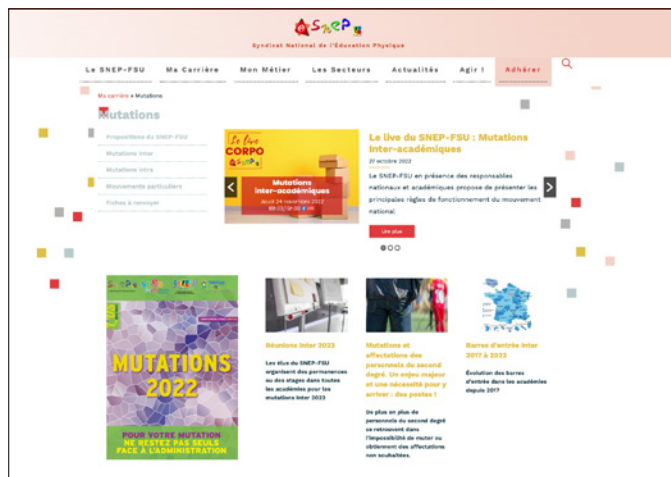 SNEP
Syndicat National de l'Éducation Physique
Le SNEP-FSU Ma Carrière Mon Métier Les Secteurs Actualités Agir ! Adhérer
Ma carrière » Mutations
Mutations
Propositions du SNEP-FSU
Mutations Inter
Mutations Intra
Mouvements particuliers
Fiches à renvoyer
Le live
CORPO
Mutations
inter-académiques
Jeudi 24 novembre 2022
Le live du SNEP-FSU : Mutations
Inter-académiques
27 octobre 2022
Le SNEP-FSU en présence des responsables
nationaux et académiques propose de présenter les
principales règles de fonctionnement du mouvement
national.
Lire plus
MUTATIONS
2022
POUR VOTRE MUTATION
NE RESTEZ PAS SEULS
FACE À L'ADMINISTRATION
Réunions Inter 2023
Les élus du SNEP-FSU
organisent des permanences
ou des stages dans toutes
les académies pour les
mutations Inter 2023
Mutations et
affectations des
personnels du second
degré. Un enjeu majeur
et une nécessité pour y
arriver : des postes !
De plus en plus de
personnels du second degré
se retrouvent dans
l'impossibilité de muter ou
obtiennent des affectations
non souhaitées.
Barres d'entrée Inter
2017 à 2022
Évolution des barres
d'entrée dans les académies
depuis 2017